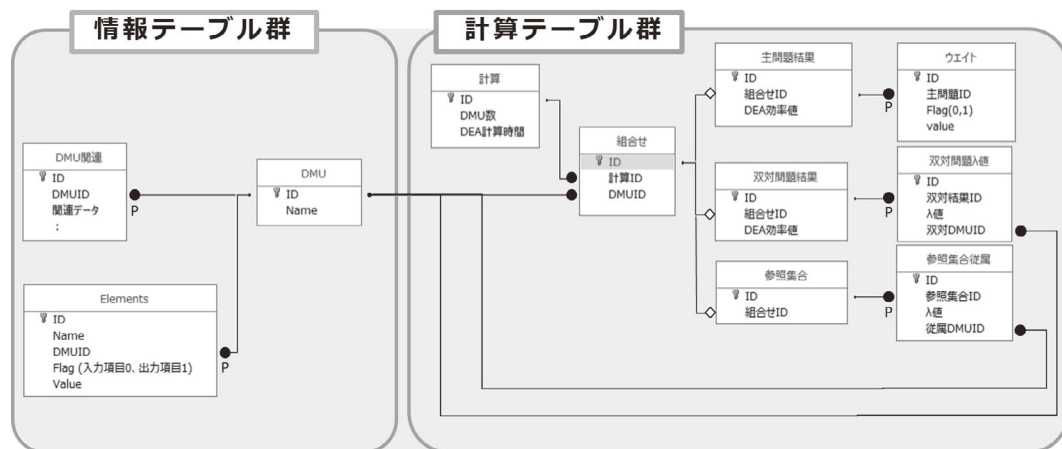 情報テーブル群
DMU関連
ID
DMUID
関連データ
:
P
DMU
ID
Name
Elements
ID
Name
DMUID
Flag (入力項目0、出力項目1)
Value
P
計算テーブル群
計算
ID
DMU数
DEA計算時間
組合せ
ID
計算ID
DMUID
主問題結果
ID
組合せID
DEA効率値
P
ウエイト
ID
主問題ID
Flag(0,1)
value
双対問題結果
ID
組合せID
DEA効率値
P
双対問題λ値
ID
双対結果ID
λ値
双対DMUID
参照集合
ID
組合せID
P
参照集合従属
ID
参照集合ID
λ値
従属DMUID